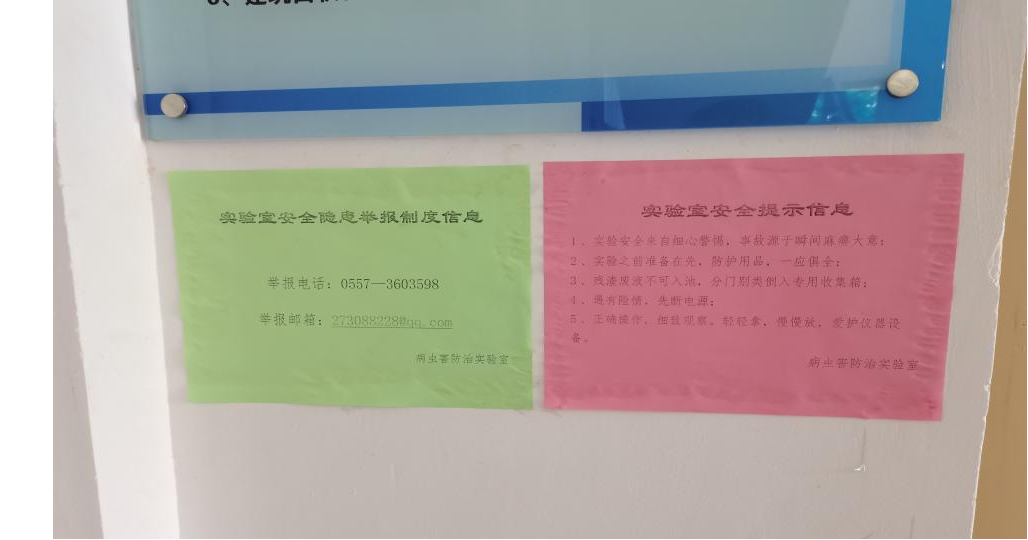 实验室安全隐患举报制度信息
举报电话：0557—3603598
举报邮箱：273088228@qq.com
病虫害防治实验室
实验室安全提示信息
1、实验安全来自细心警惕，事故源于瞬间麻痹大意；
2、实验之前准备在先，防护用品，一应俱全；
3、残渣废液不可入池，分门别类倒入专用收集箱；
4、遇有险情，先断电源；
5、正确操作，细致观察。轻轻拿，慢慢放，爱护仪器设
备。
病虫害防治实验室